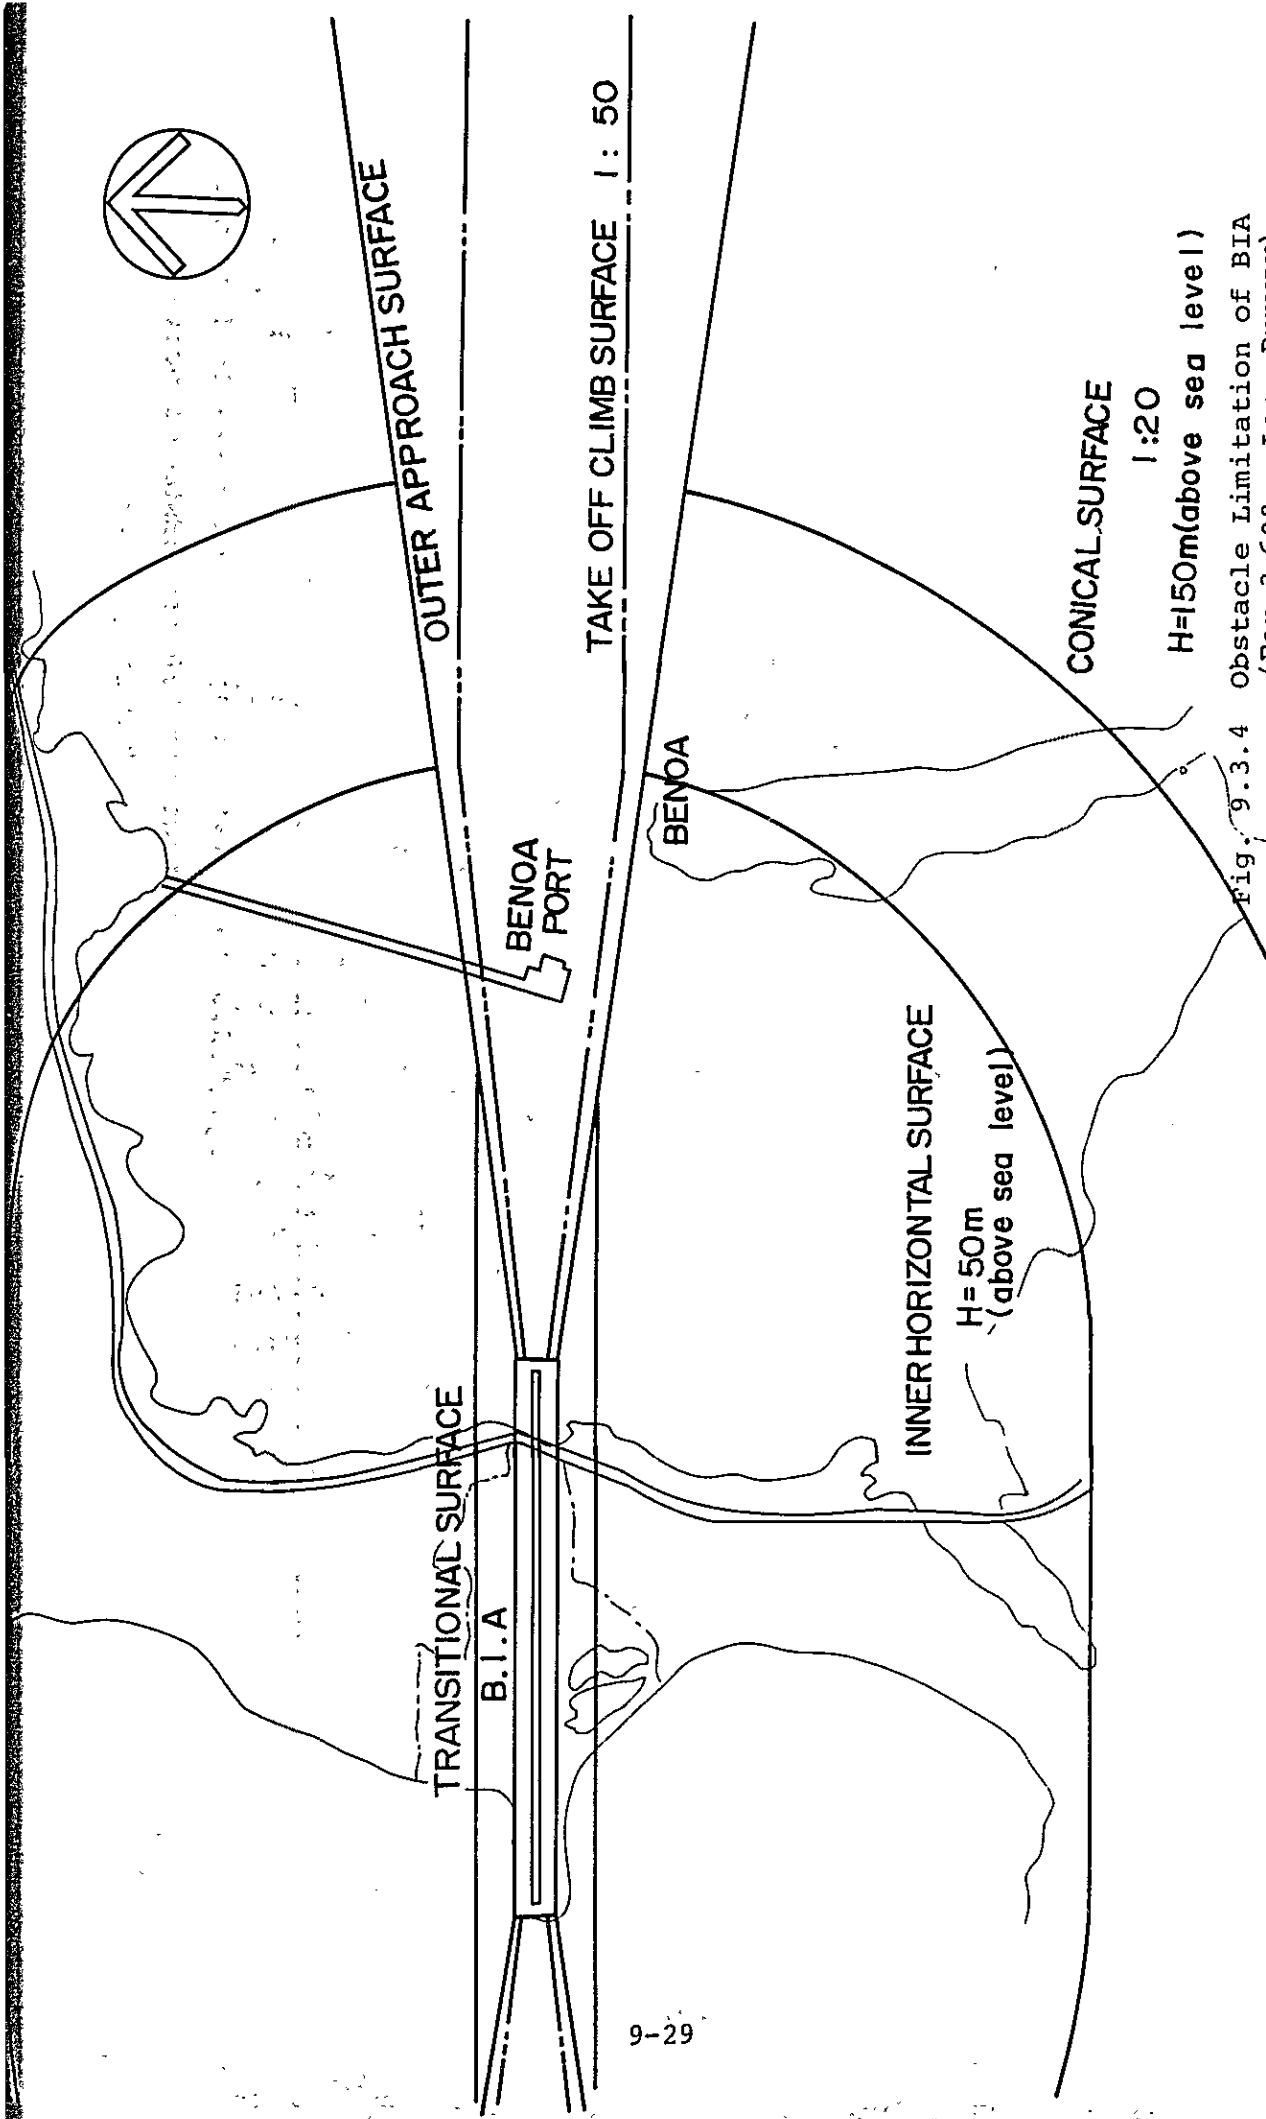 OUTER APPROACH SURFACE
TAKE OFF CLIMB SURFACE 1:50
BENOA
PORT
BENOA
TRANSITIONAL SURFACE
B.I.A
INNER HORIZONTAL SURFACE
H=50m
(above sea level)
CONICAL SURFACE
1:20
H=150m(above sea level)
Fig. 9.3.4 Obstacle Limitation of BIA
9-29